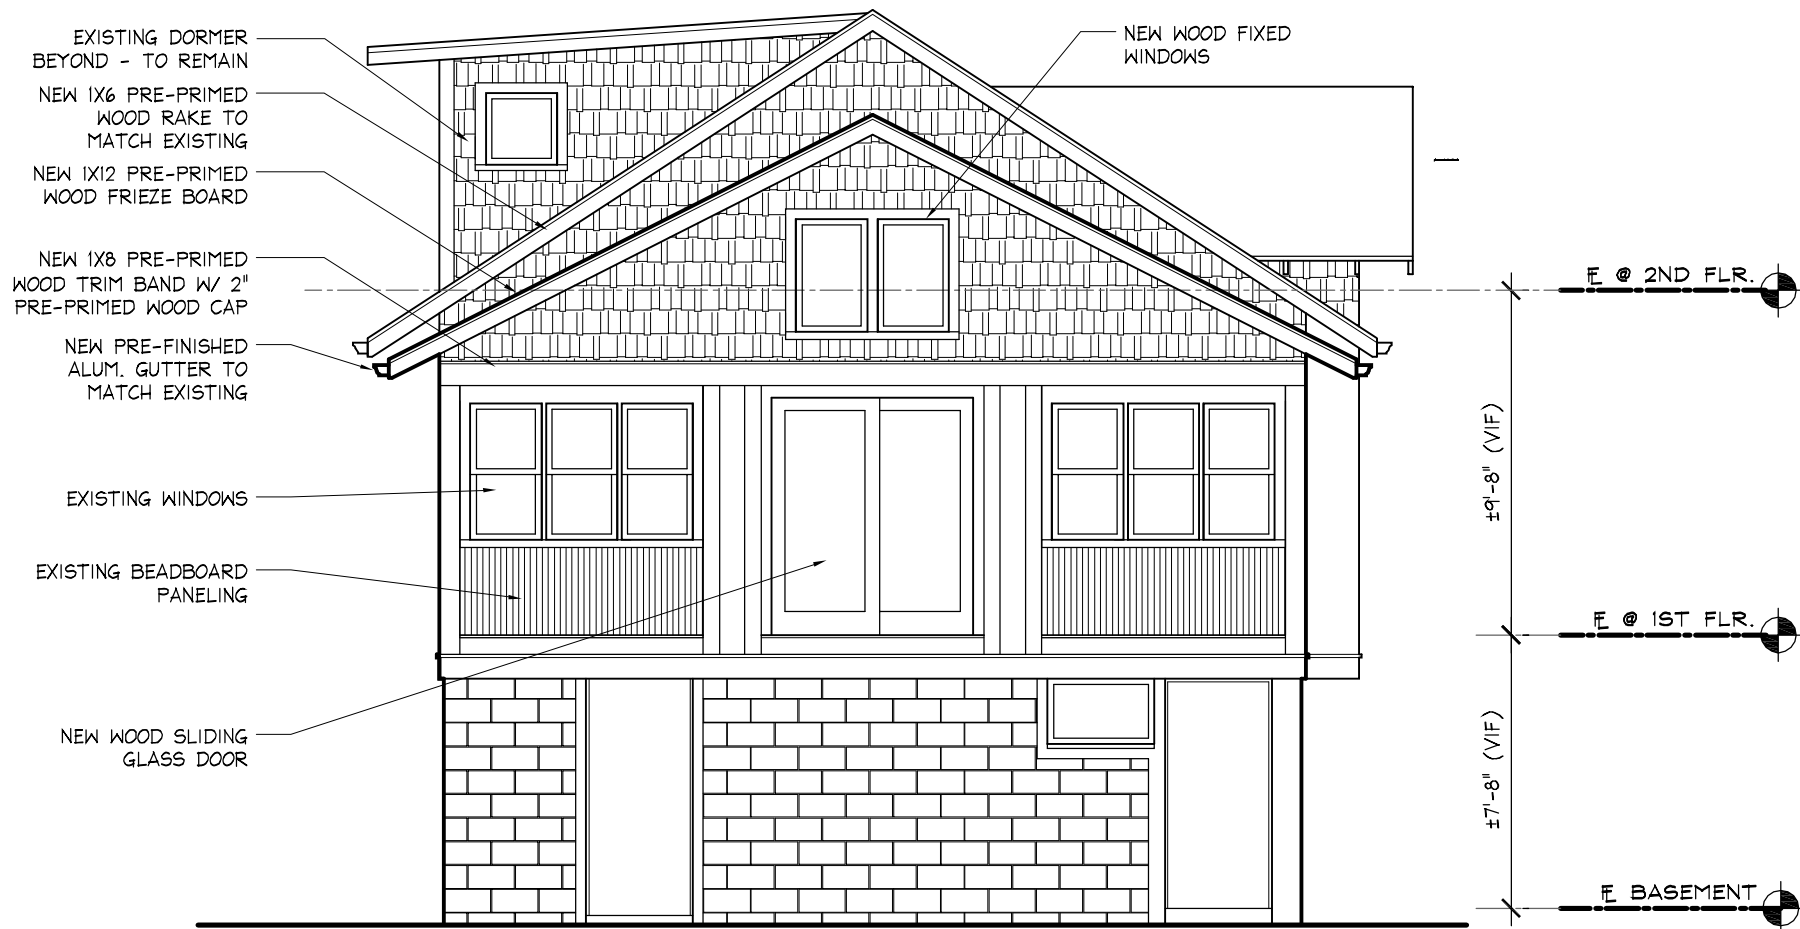 EXISTING DORMER
BEYOND - TO REMAIN
NEW 1X6 PRE-PRIMED
WOOD RAKE TO
MATCH EXISTING
NEW 1X12 PRE-PRIMED
WOOD FRIEZE BOARD
NEW 1X8 PRE-PRIMED
WOOD TRIM BAND W/ 2"
PRE-PRIMED WOOD CAP
NEW PRE-FINISHED
ALUM. GUTTER TO
MATCH EXISTING
EXISTING WINDOWS
EXISTING BEADBOARD
PANELING
NEW WOOD SLIDING
GLASS DOOR
NEW WOOD FIXED
WINDOWS
FL @ 2ND FLR.
±9'-8" (VIF)
FL @ 1ST FLR.
±7'-8" (VIF)
FL BASEMENT